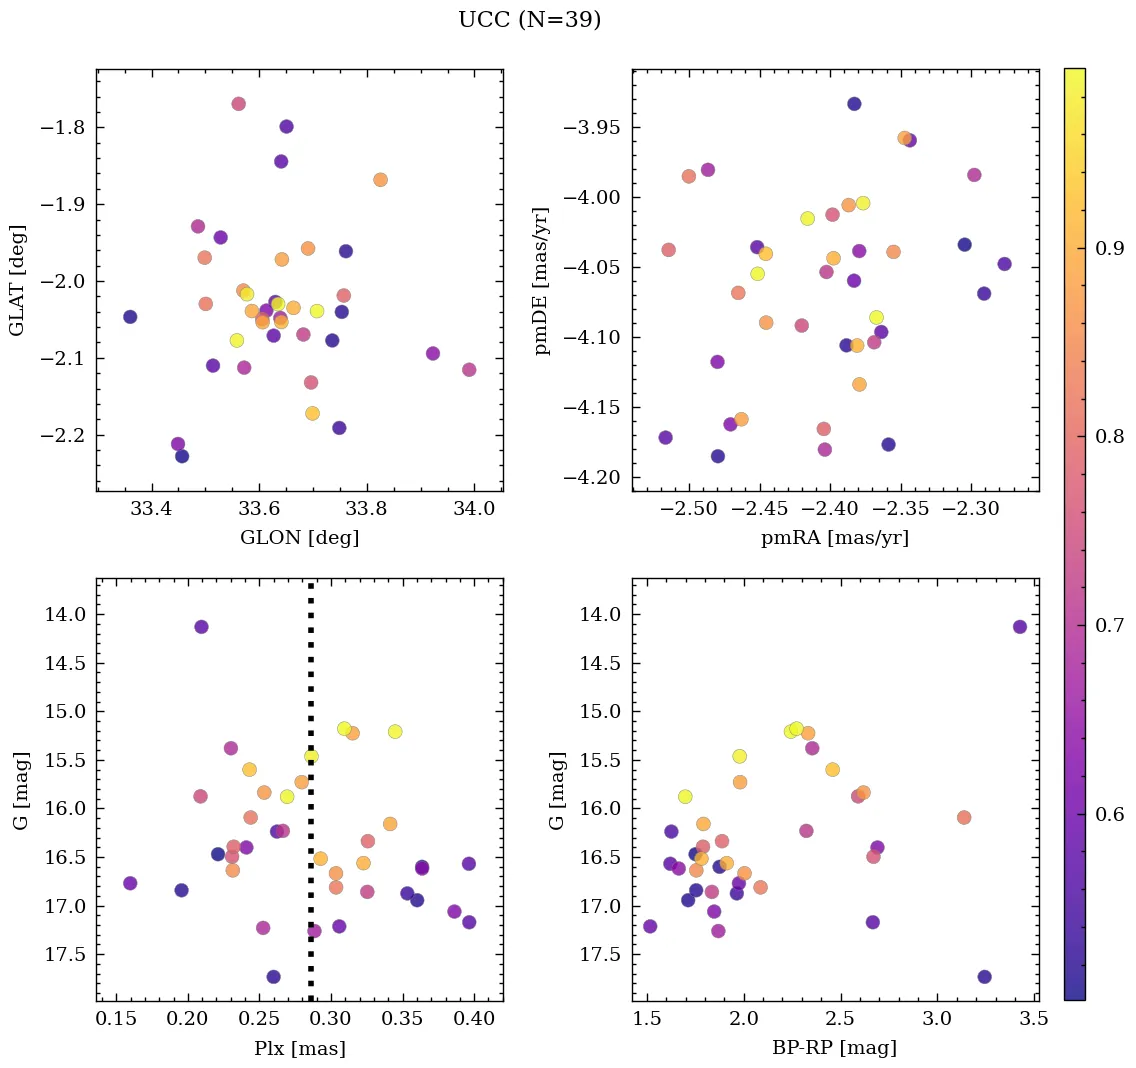 UCC (N=39)
−1.8
−1.9
−2.0
−2.1
−2.2
GLAT [deg]
33.4 33.6 33.8 34.0
GLON [deg]
−3.95
−4.00
−4.05
−4.10
−4.15
−4.20
pmDE [mas/yr]
−2.50 −2.45 −2.40 −2.35 −2.30
pmRA [mas/yr]
0.9
0.8
0.7
0.6
14.0
14.5
15.0
15.5
16.0
16.5
17.0
17.5
G [mag]
0.15 0.20 0.25 0.30 0.35 0.40
Plx [mas]
14.0
14.5
15.0
15.5
16.0
16.5
17.0
17.5
G [mag]
1.5 2.0 2.5 3.0 3.5
BP-RP [mag]